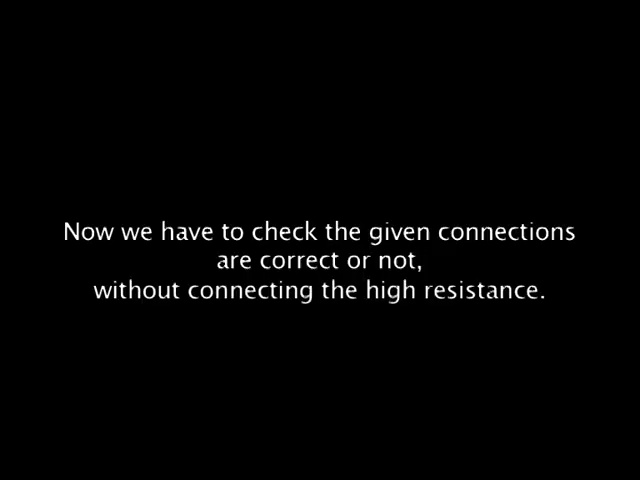 Now we have to check the given connections
are correct or not,
without connecting the high resistance.